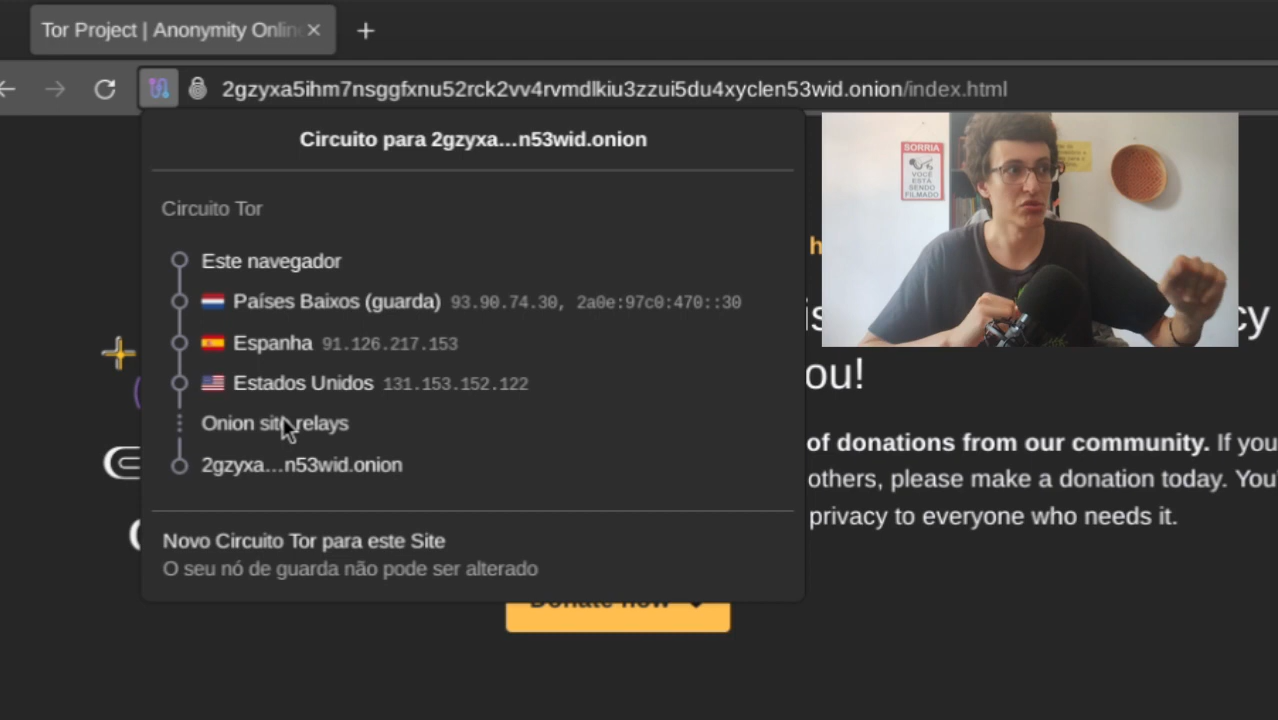 Tor Project | Anonymity Onlin
2gzyxa5ihm7nsggfxnu52rck2vv4rvmdlkiu3zzui5du4xyclen53wid.onion/index.html
Circuito para 2gzyxa...n53wid.onion
Circuito Tor
Este navegador
Países Baixos (guarda) 93.90.74.30, 2a0e:97c0:470::30
Espanha 91.126.217.153
Estados Unidos 131.153.152.122
Onion site relays
2gzyxa...n53wid.onion
Novo Circuito Tor para este Site
O seu nó de guarda não pode ser alterado
SORRIA
VOCÊ
ESTÁ
SENDO
FILMADO
h
is
cy
ou!
of donations from our community. If you
others, please make a donation today. You'
privacy to everyone who needs it.
Donate now